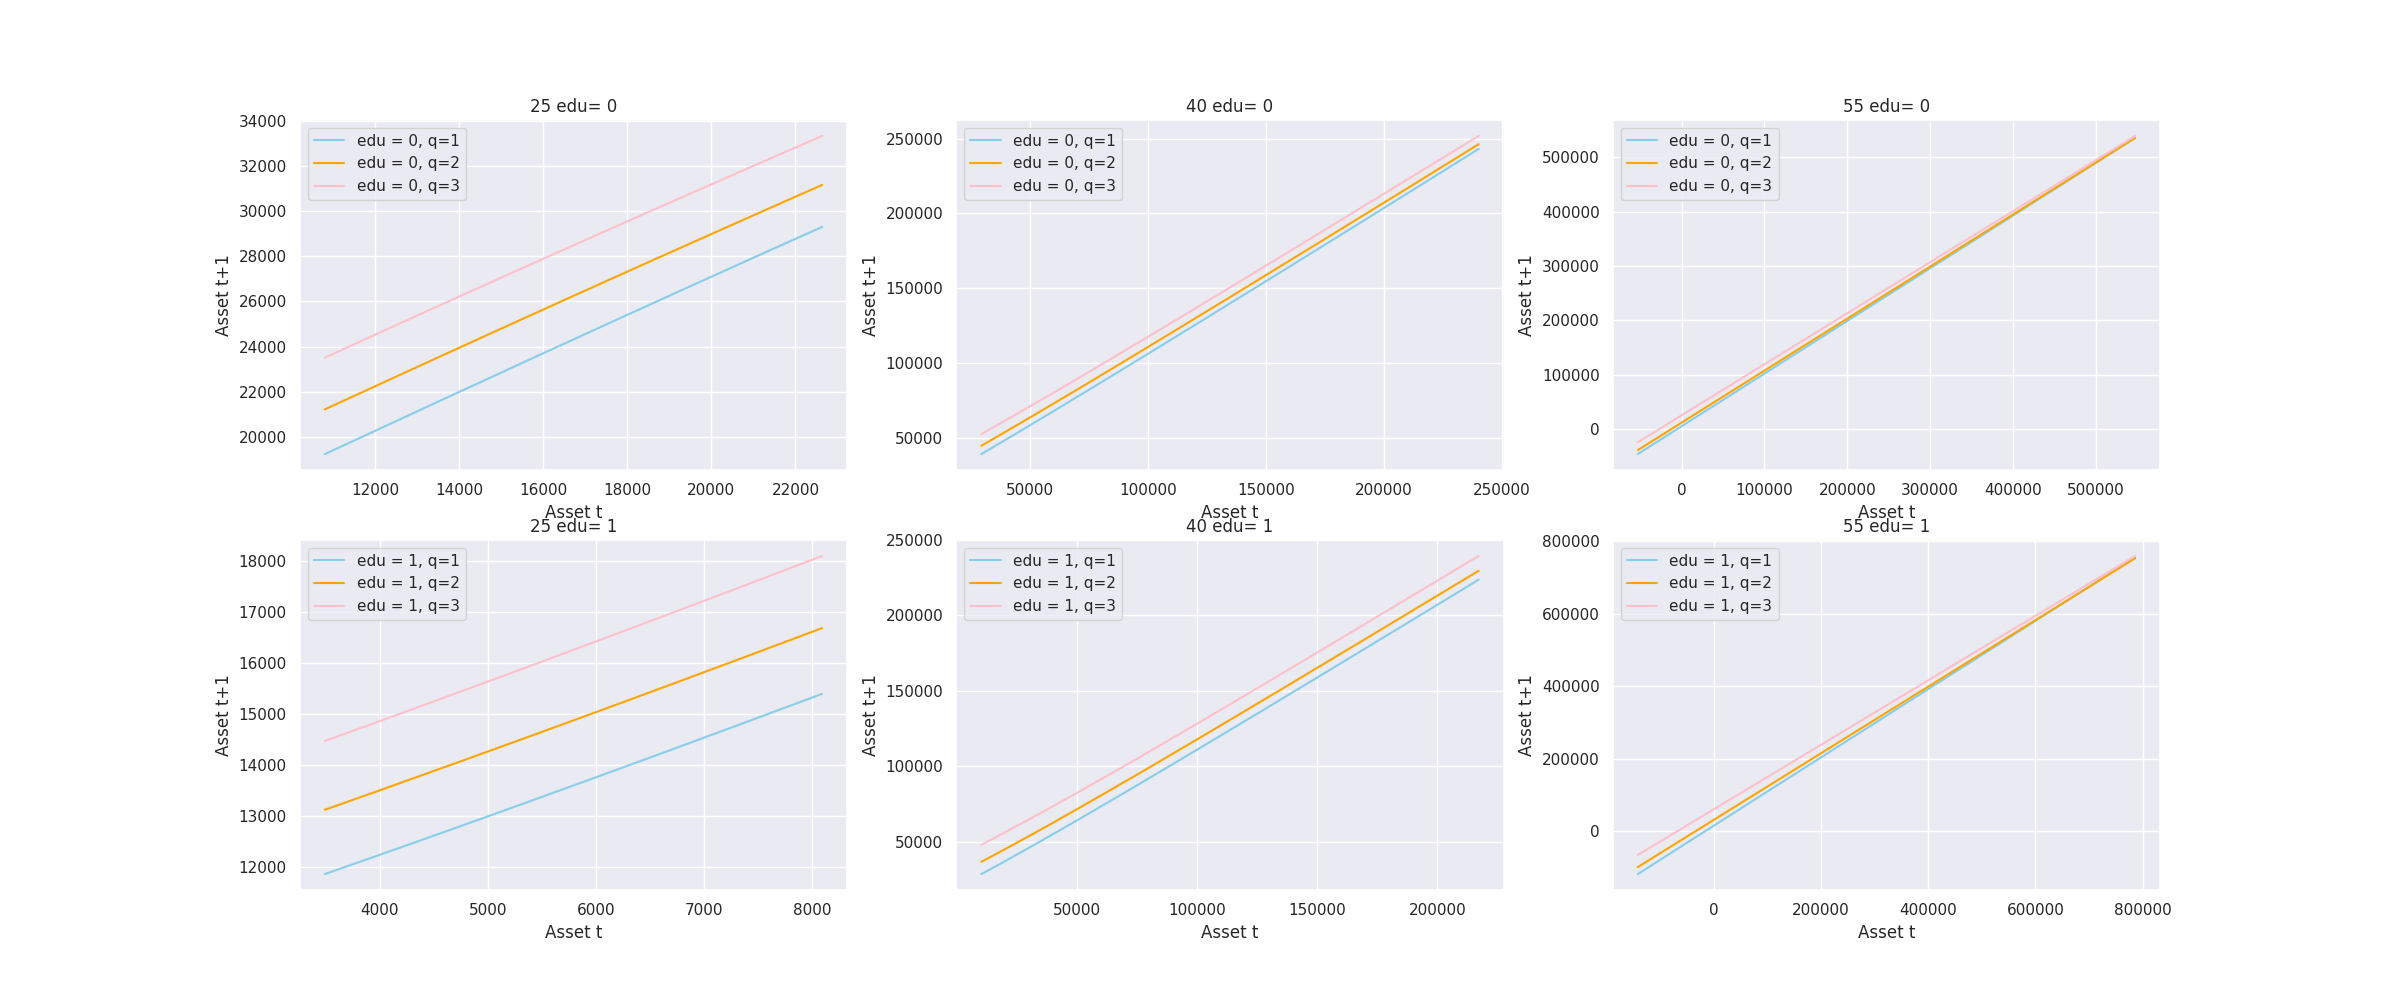 25 edu= 0
Asset t+1
34000
32000
30000
28000
26000
24000
22000
20000
edu = 0, q=1
edu = 0, q=2
edu = 0, q=3
12000 14000 16000 18000 20000 22000
Asset t
40 edu= 0
Asset t+1
250000
200000
150000
100000
50000
edu = 0, q=1
edu = 0, q=2
edu = 0, q=3
50000 100000 150000 200000 250000
Asset t
55 edu= 0
Asset t+1
500000
400000
300000
200000
100000
0
edu = 0, q=1
edu = 0, q=2
edu = 0, q=3
0 100000 200000 300000 400000 500000
Asset t
25 edu= 1
Asset t+1
18000
17000
16000
15000
14000
13000
12000
edu = 1, q=1
edu = 1, q=2
edu = 1, q=3
4000 5000 6000 7000 8000
Asset t
40 edu= 1
Asset t+1
250000
200000
150000
100000
50000
edu = 1, q=1
edu = 1, q=2
edu = 1, q=3
50000 100000 150000 200000
Asset t
55 edu= 1
Asset t+1
800000
600000
400000
200000
0
edu = 1, q=1
edu = 1, q=2
edu = 1, q=3
0 200000 400000 600000 800000
Asset t